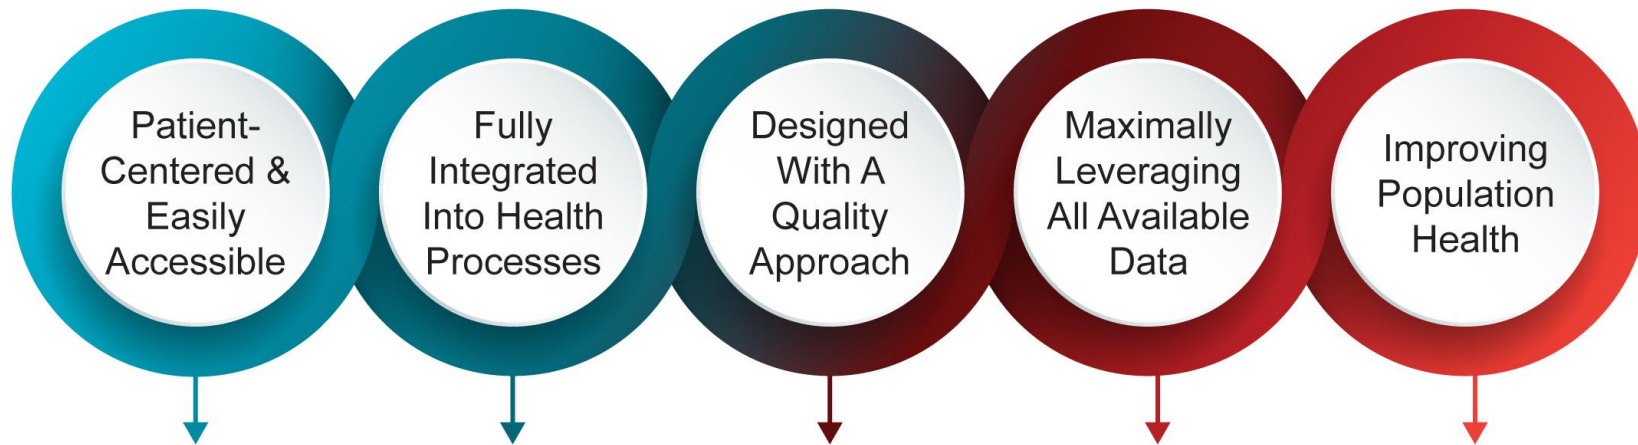 Patient-
Centered &
Easily
Accessible
Fully
Integrated
Into Health
Processes
Designed
With A
Quality
Approach
Maximally
Leveraging
All Available
Data
Improving
Population
Health